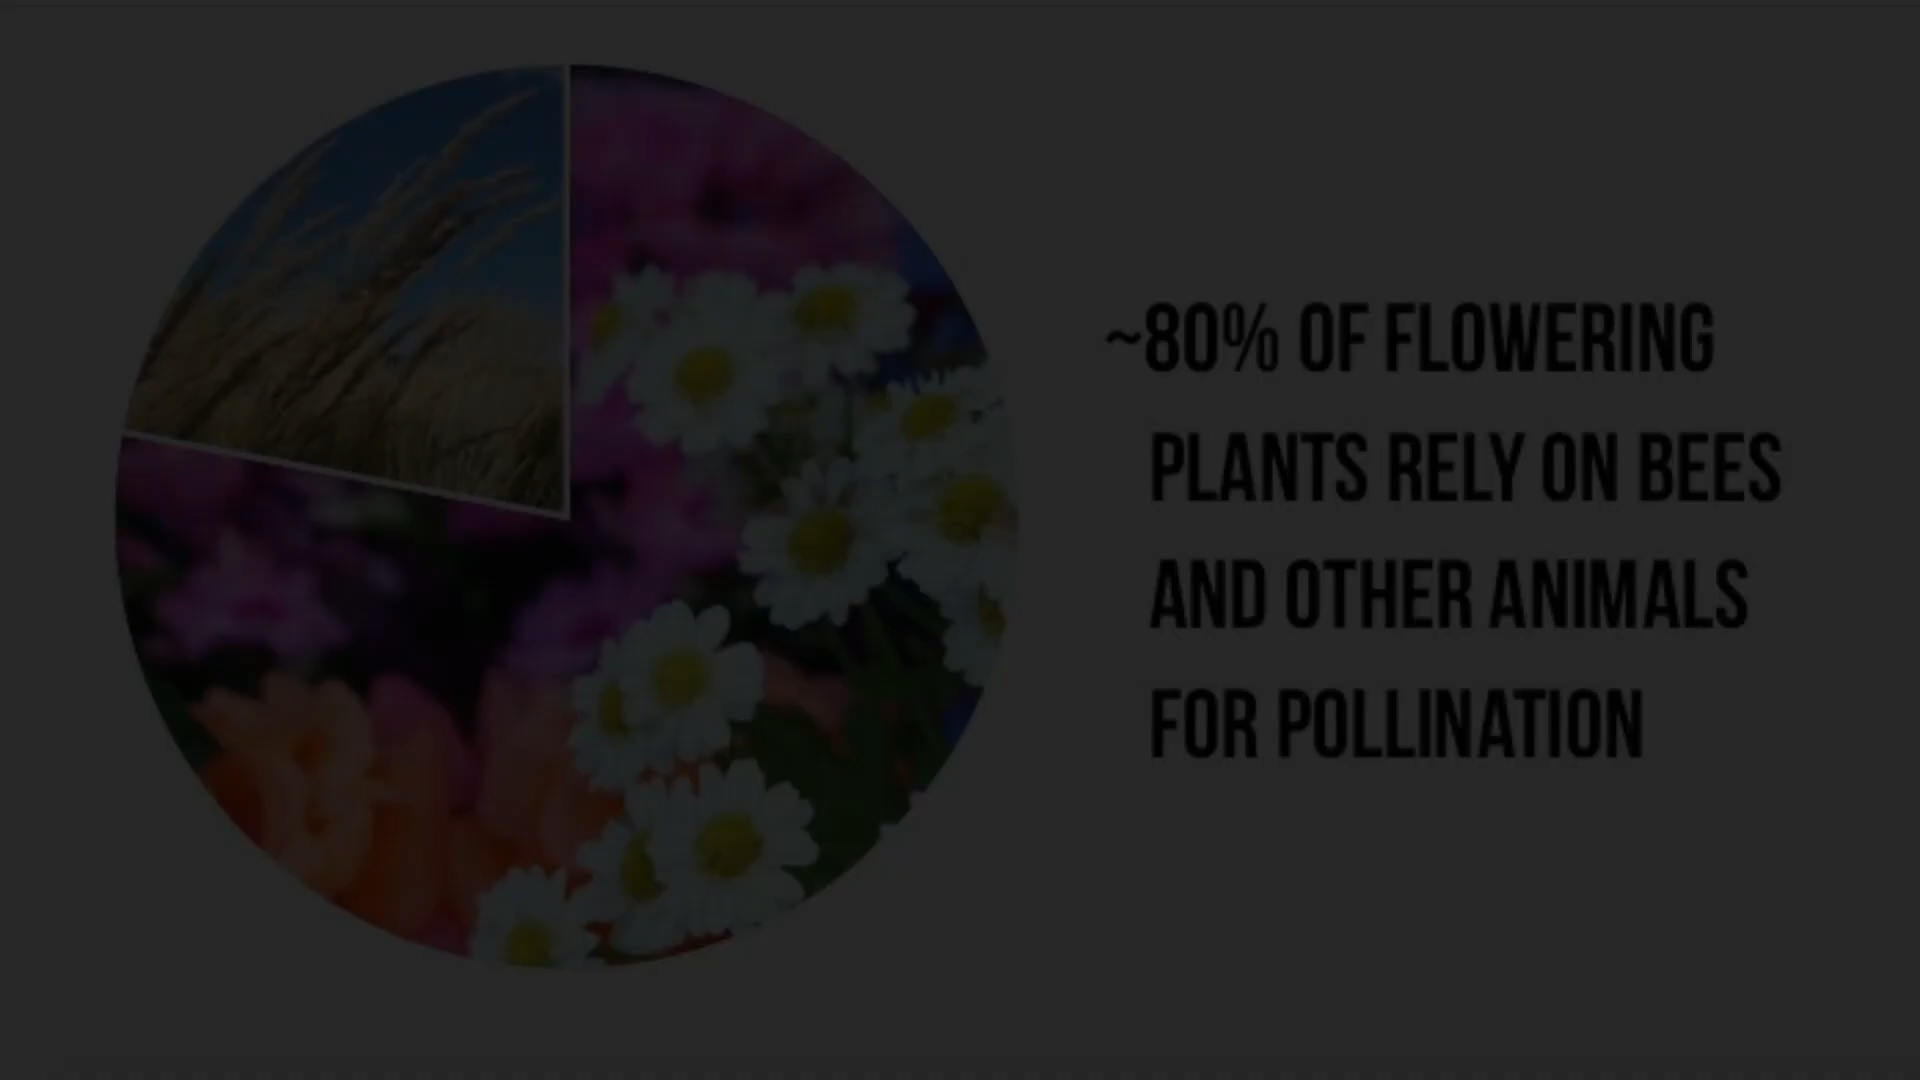 ~80% OF FLOWERING
PLANTS RELY ON BEES
AND OTHER ANIMALS
FOR POLLINATION